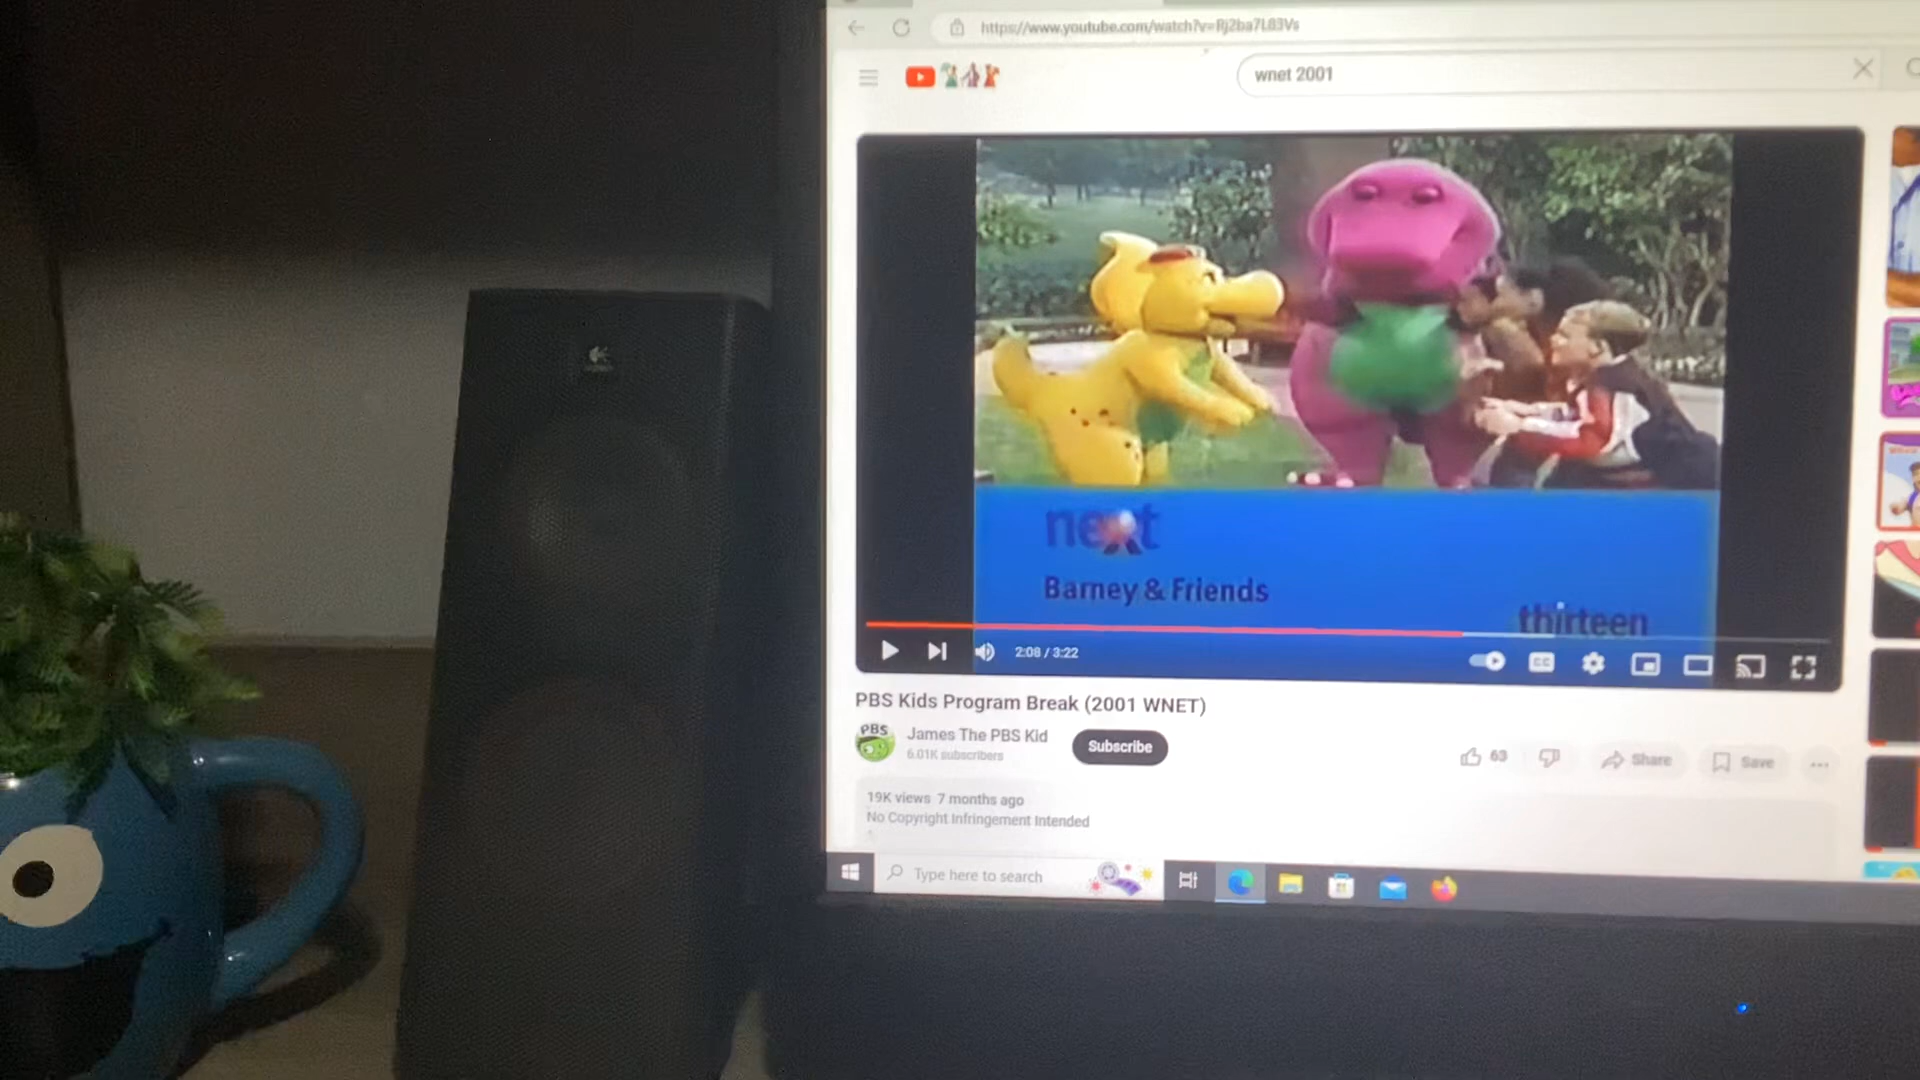 https://www.youtube.com/watch?v=Rj2ba7L83Vs
wnet 2001
next
Barney & Friends
thirteen
2:08 / 3:22
CC
PBS Kids Program Break (2001 WNET)
PBS
James The PBS Kid
6.01K subscribers
Subscribe
63
Share
Save
19K views 7 months ago
No Copyright Infringement Intended
Type here to search